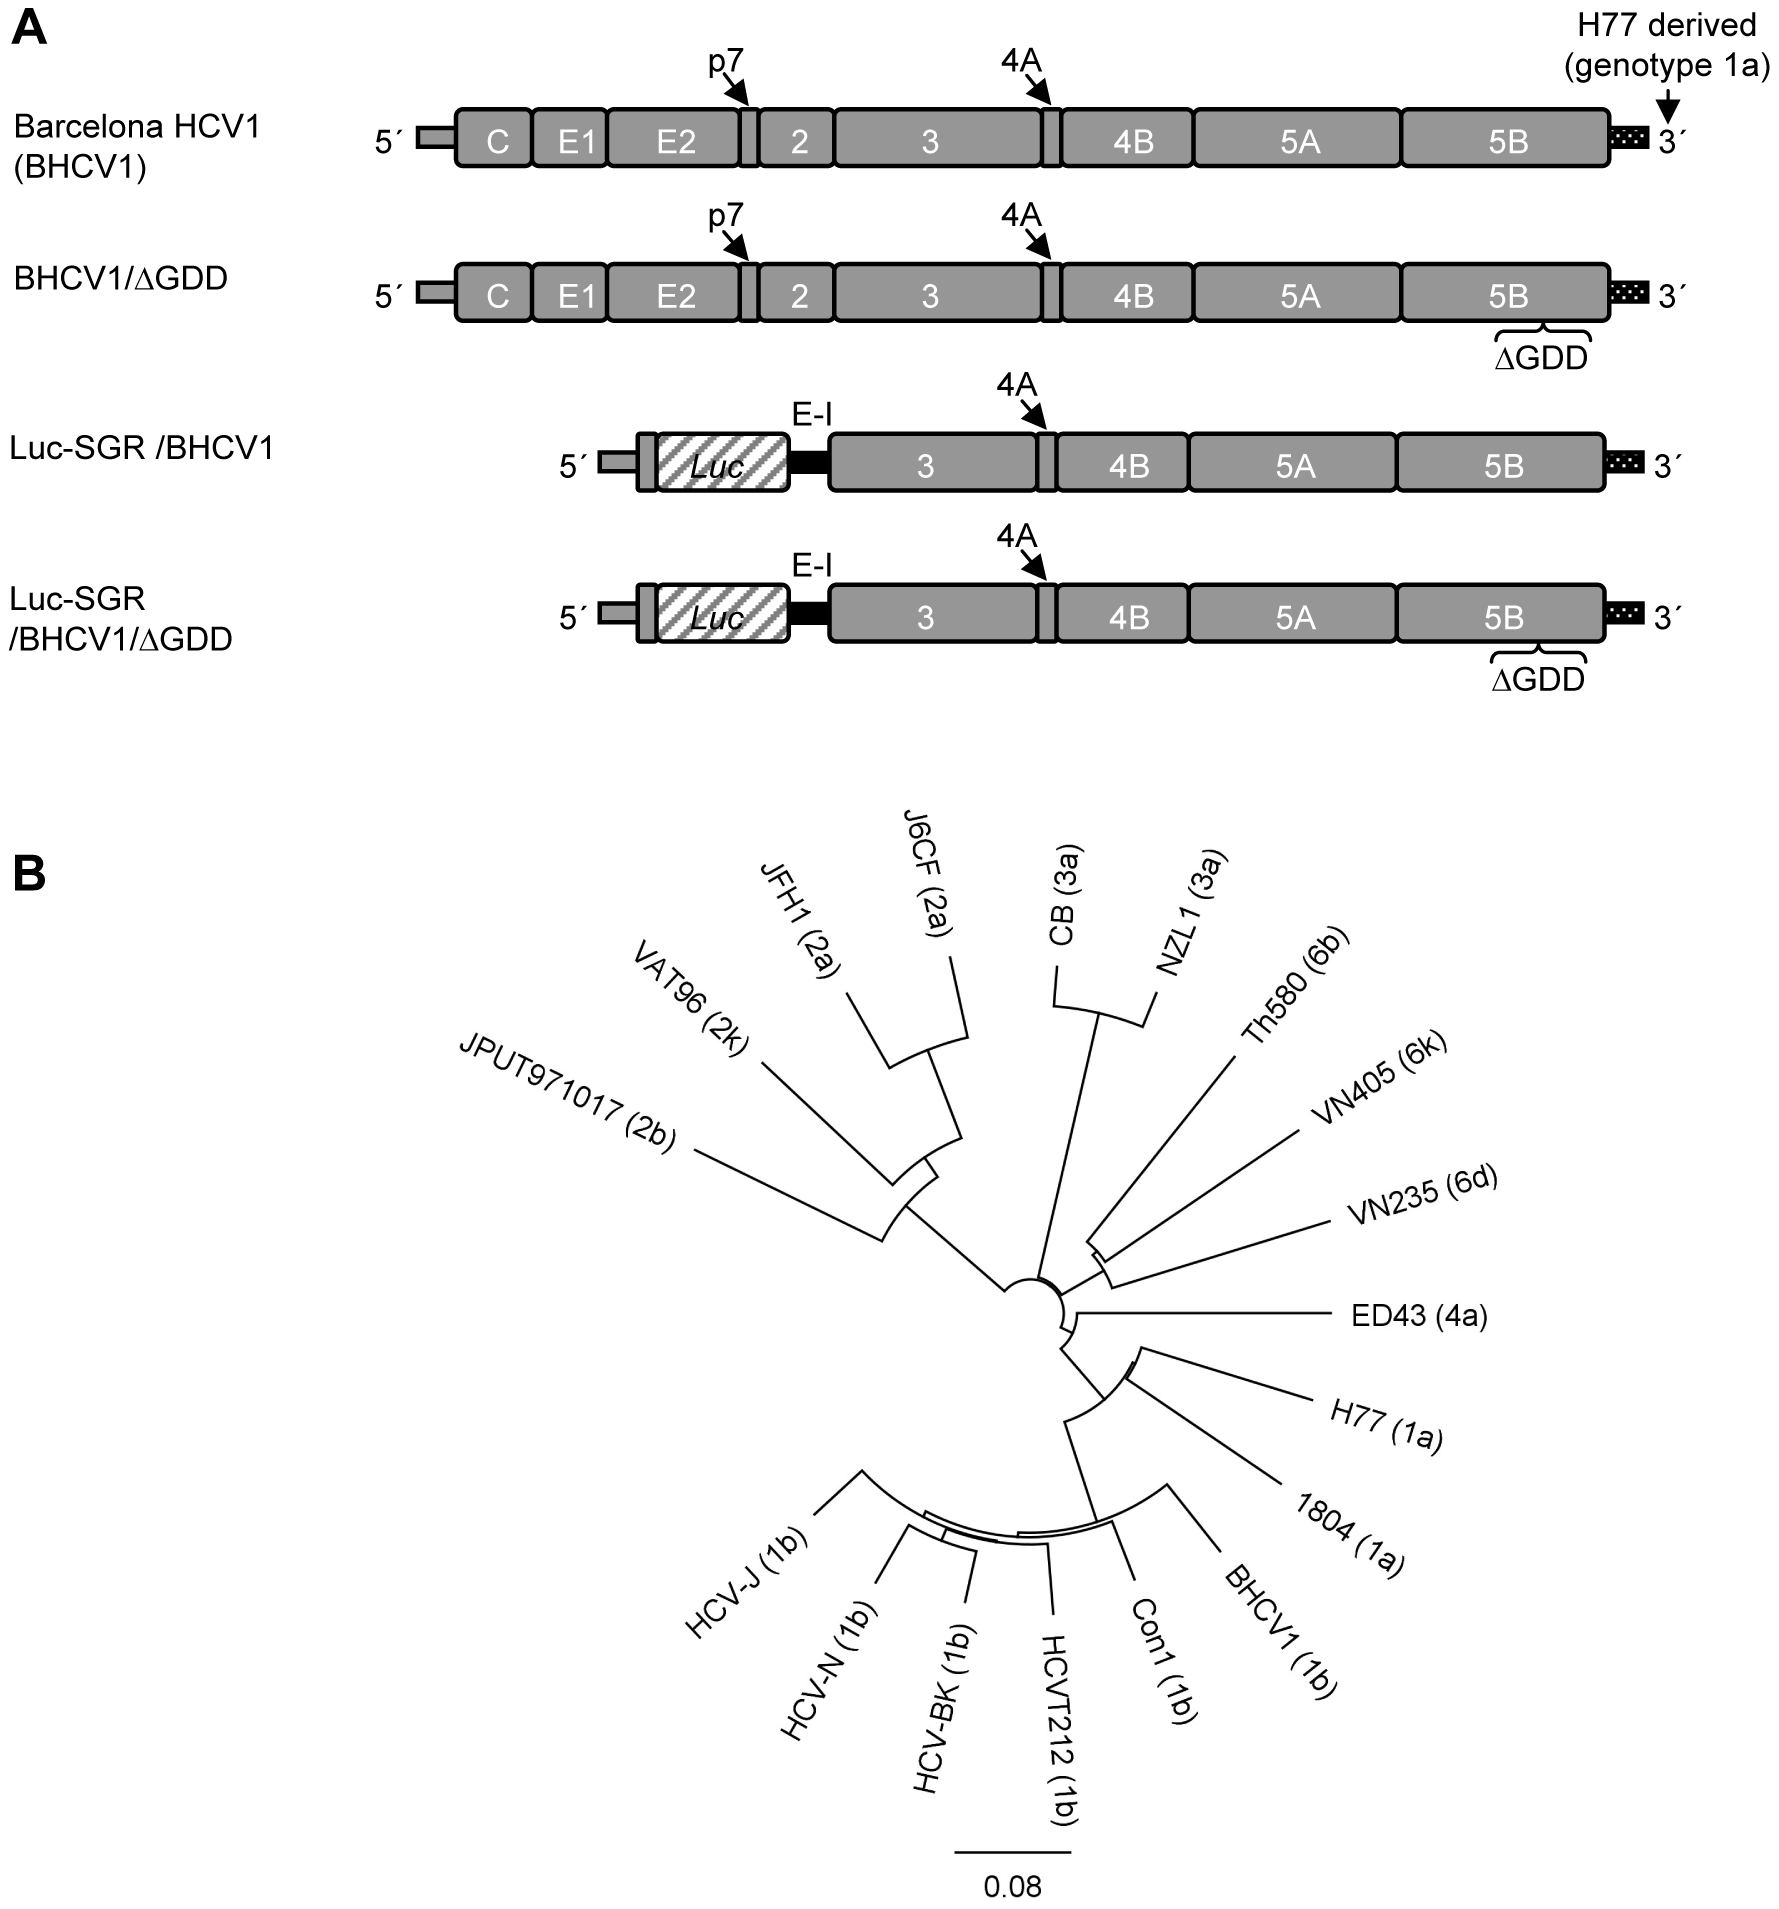 A
H77 derived
(genotype 1a)
p7
4A
Barcelona HCV1
(BHCV1)
5´ C E1 E2 2 3 4B 5A 5B 3´
p7
4A
BHCV1/ΔGDD
5´ C E1 E2 2 3 4B 5A 5B 3´
ΔGDD
4A
E-I
Luc-SGR /BHCV1
5´ Luc 3 4B 5A 5B 3´
4A
E-I
Luc-SGR
/BHCV1/ΔGDD
5´ Luc 3 4B 5A 5B 3´
ΔGDD
B
J6CF (2a)
JFH1 (2a)
VAT96 (2k)
JPUT971017 (2b)
CB (3a)
NZL1 (3a)
Th580 (6b)
VN405 (6k)
VN235 (6d)
ED43 (4a)
H77 (1a)
1804 (1a)
BHCV1 (1b)
Con1 (1b)
HCVT212 (1b)
HCV-BK (1b)
HCV-N (1b)
HCV-J (1b)
0.08